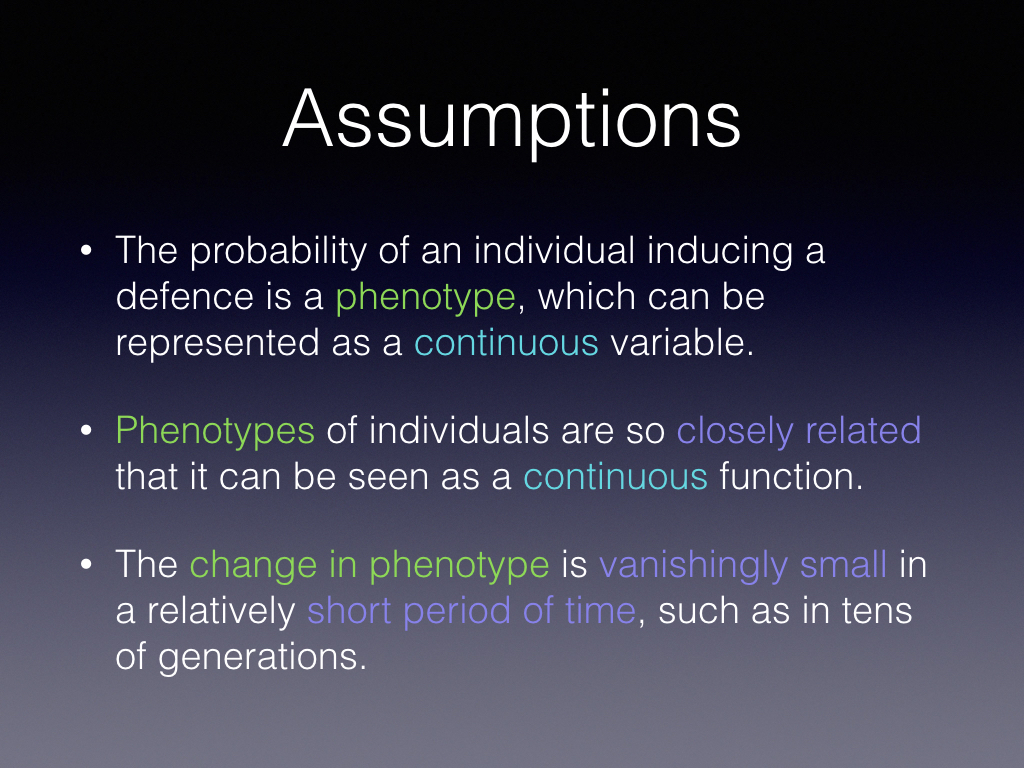 Assumptions
• The probability of an individual inducing a
defence is a phenotype, which can be
represented as a continuous variable.
• Phenotypes of individuals are so closely related
that it can be seen as a continuous function.
• The change in phenotype is vanishingly small in
a relatively short period of time, such as in tens
of generations.